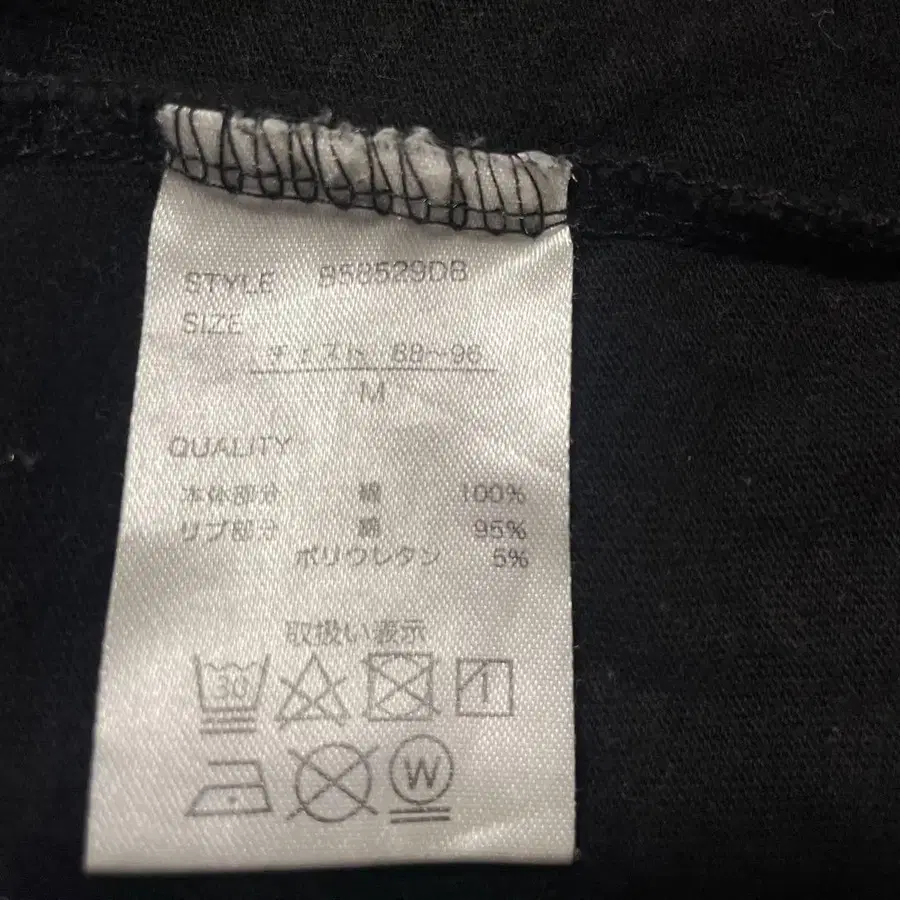 STYLE B58529DB
SIZE
チェスト 88〜96
M
QUALITY
本体部分 綿 100%
リブ部分 綿 95%
ポリウレタン 5%
取扱い表示
30
W